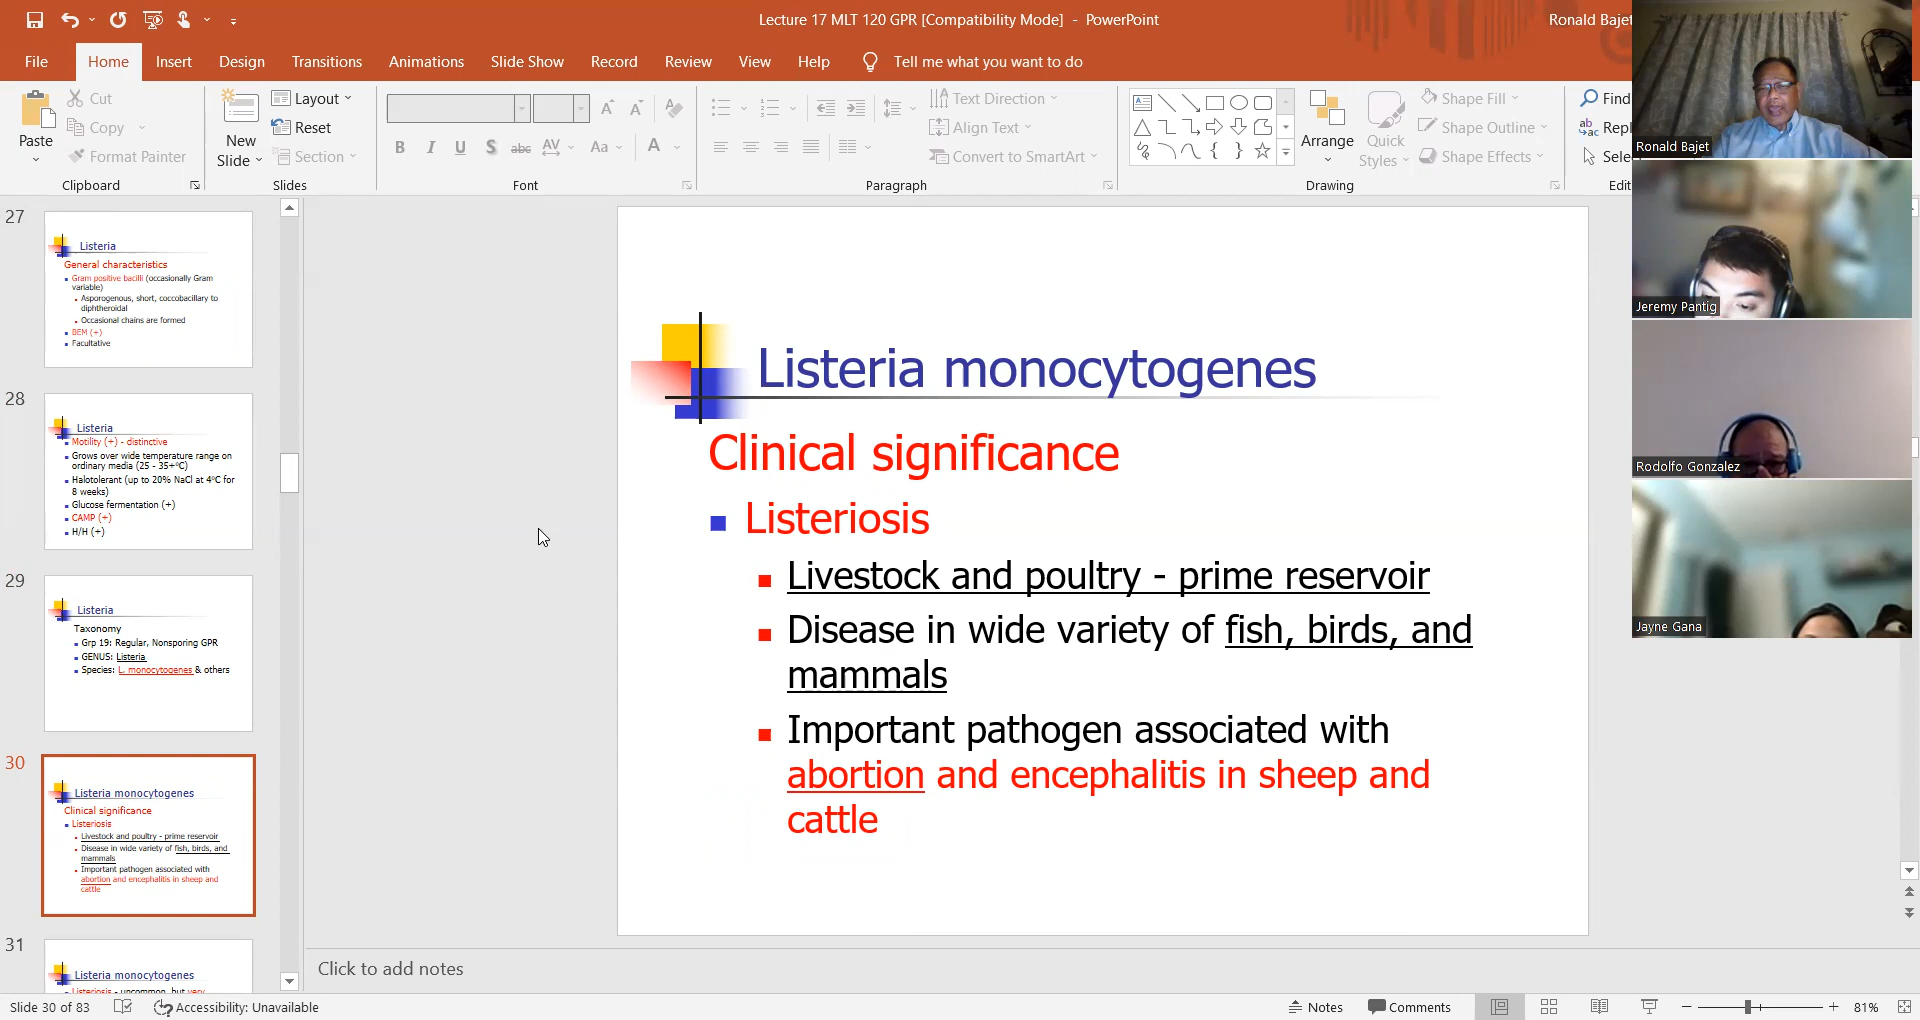 Lecture 17 MLT 120 GPR [Compatibility Mode] - PowerPoint
Ronald Bajet
File Home Insert Design Transitions Animations Slide Show Record Review View Help Tell me what you want to do
Paste
Cut
Copy
Format Painter
Clipboard
New
Slide
Layout
Reset
Section
Slides
B I U S abc AV Aa A
Font
Text Direction
Align Text
Convert to SmartArt
Paragraph
Arrange
Quick
Styles
Shape Fill
Shape Outline
Shape Effects
Drawing
Find
Repl
Sele
Edit
27
Listeria
General characteristics
Gram positive bacilli (occasionally Gram
variable)
Asporogenous, short, coccobacillary to
diphtheroidal
Occasional chains are formed
BEM (+)
Facultative
28
Listeria
Motility (+) - distinctive
Grows over wide temperature range on
ordinary media (25 - 35+°C)
Halotolerant (up to 20% NaCl at 4°C for
8 weeks)
Glucose fermentation (+)
CAMP (+)
H/H (+)
29
Listeria
Taxonomy
Grp 19: Regular, Nonsporing GPR
GENUS: Listeria
Species: L. monocytogenes & others
30
Listeria monocytogenes
Clinical significance
Listeriosis
Livestock and poultry - prime reservoir
Disease in wide variety of fish, birds, and
mammals
Important pathogen associated with
abortion and encephalitis in sheep and
cattle
31
Listeria monocytogenes
Listeriosis - uncommon, but very
Listeria monocytogenes
Clinical significance
Listeriosis
Livestock and poultry - prime reservoir
Disease in wide variety of fish, birds, and
mammals
Important pathogen associated with
abortion and encephalitis in sheep and
cattle
Click to add notes
Ronald Bajet
Jeremy Pantig
Rodolfo Gonzalez
Jayne Gana
Slide 30 of 83
Accessibility: Unavailable
Notes
Comments
81%